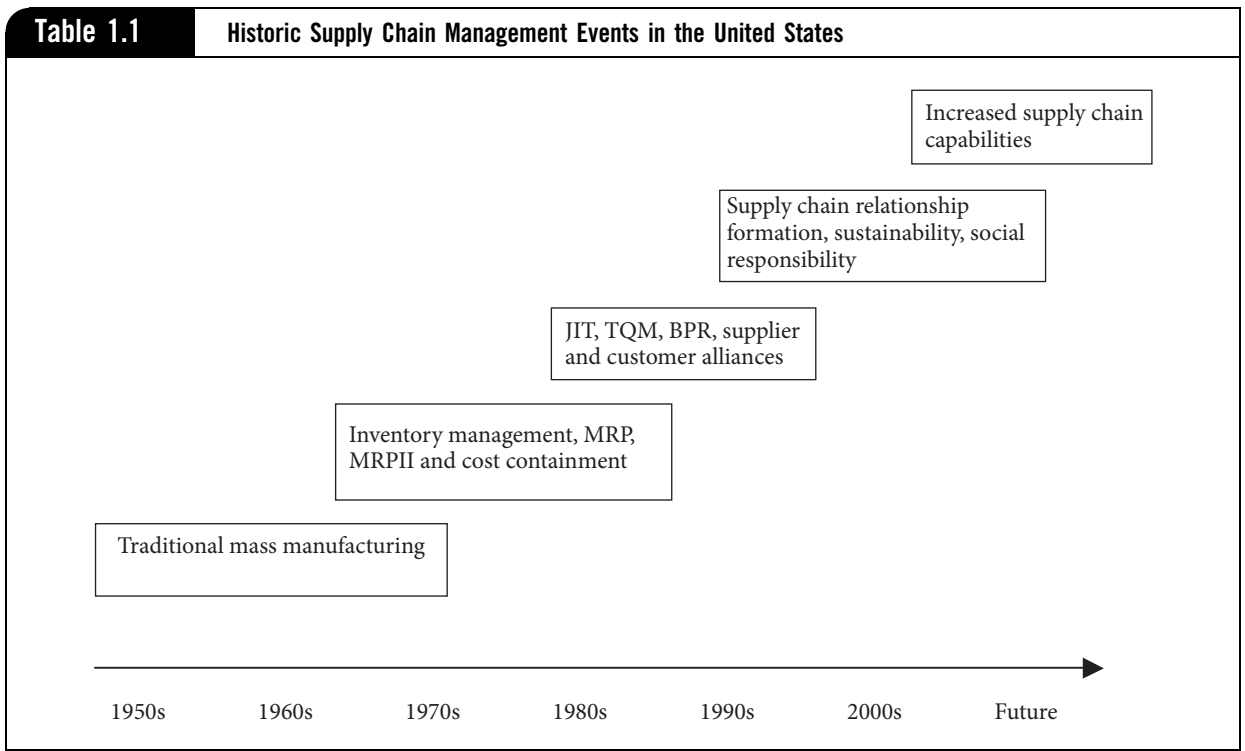 Table 1.1
Historic Supply Chain Management Events in the United States
Increased supply chain
capabilities
Supply chain relationship
formation, sustainability, social
responsibility
JIT, TQM, BPR, supplier
and customer alliances
Inventory management, MRP,
MRPII and cost containment
Traditional mass manufacturing
1950s 1960s 1970s 1980s 1990s 2000s Future